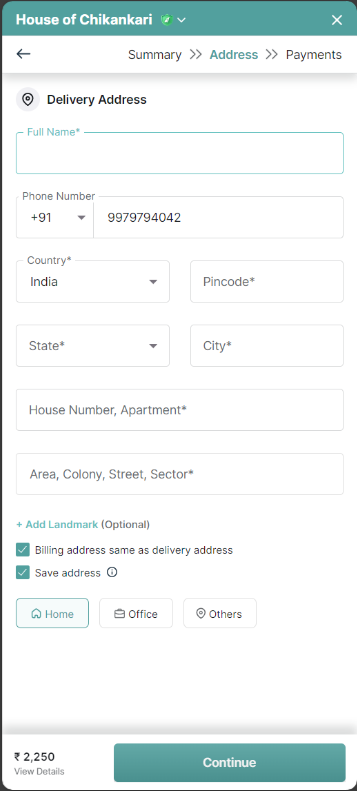 House of Chikankari
Summary >> Address >> Payments
Delivery Address
Full Name*
Phone Number
+91 9979794042
Country*
India Pincode*
State* City*
House Number, Apartment*
Area, Colony, Street, Sector*
+ Add Landmark (Optional)
Billing address same as delivery address
Save address
Home Office Others
₹ 2,250
View Details
Continue